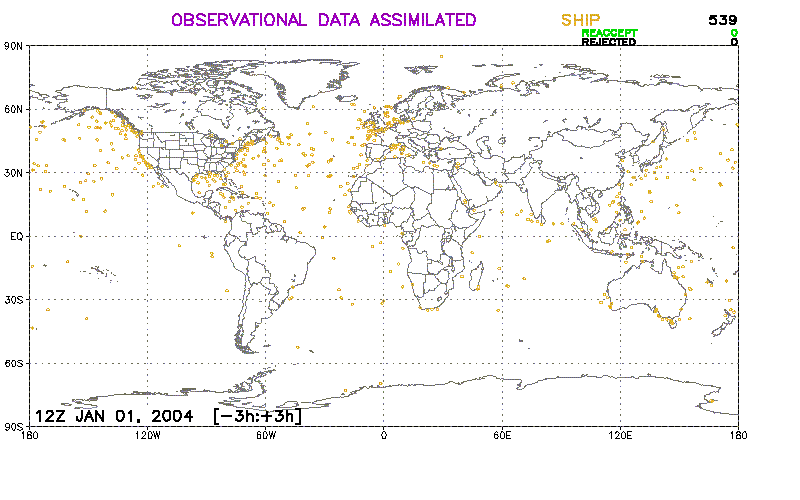 OBSERVATIONAL DATA ASSIMILATED SHIP 539
REACCEPT 0
REJECTED 0
90N
60N
30N
EQ
30S
60S
90S
12Z JAN 01, 2004 [-3h:+3h]
180 120W 60W 0 60E 120E 180